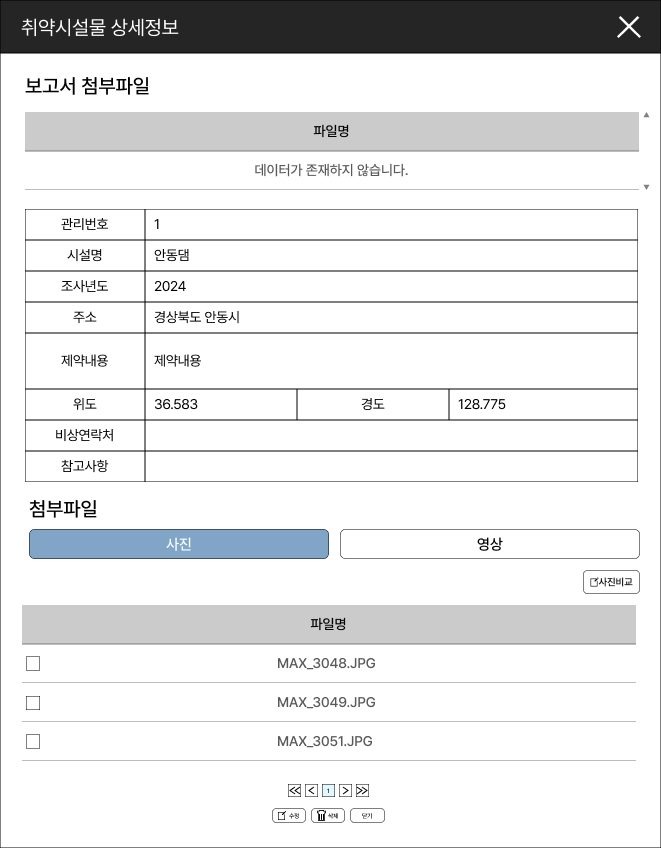 취약시설물 상세정보
보고서 첨부파일
파일명
데이터가 존재하지 않습니다.
관리번호 1
시설명 안동댐
조사년도 2024
주소 경상북도 안동시
제약내용 제약내용
위도 36.583 경도 128.775
비상연락처
참고사항
첨부파일
사진 영상
사진비교
파일명
MAX_3048.JPG
MAX_3049.JPG
MAX_3051.JPG
1
수정 삭제 닫기